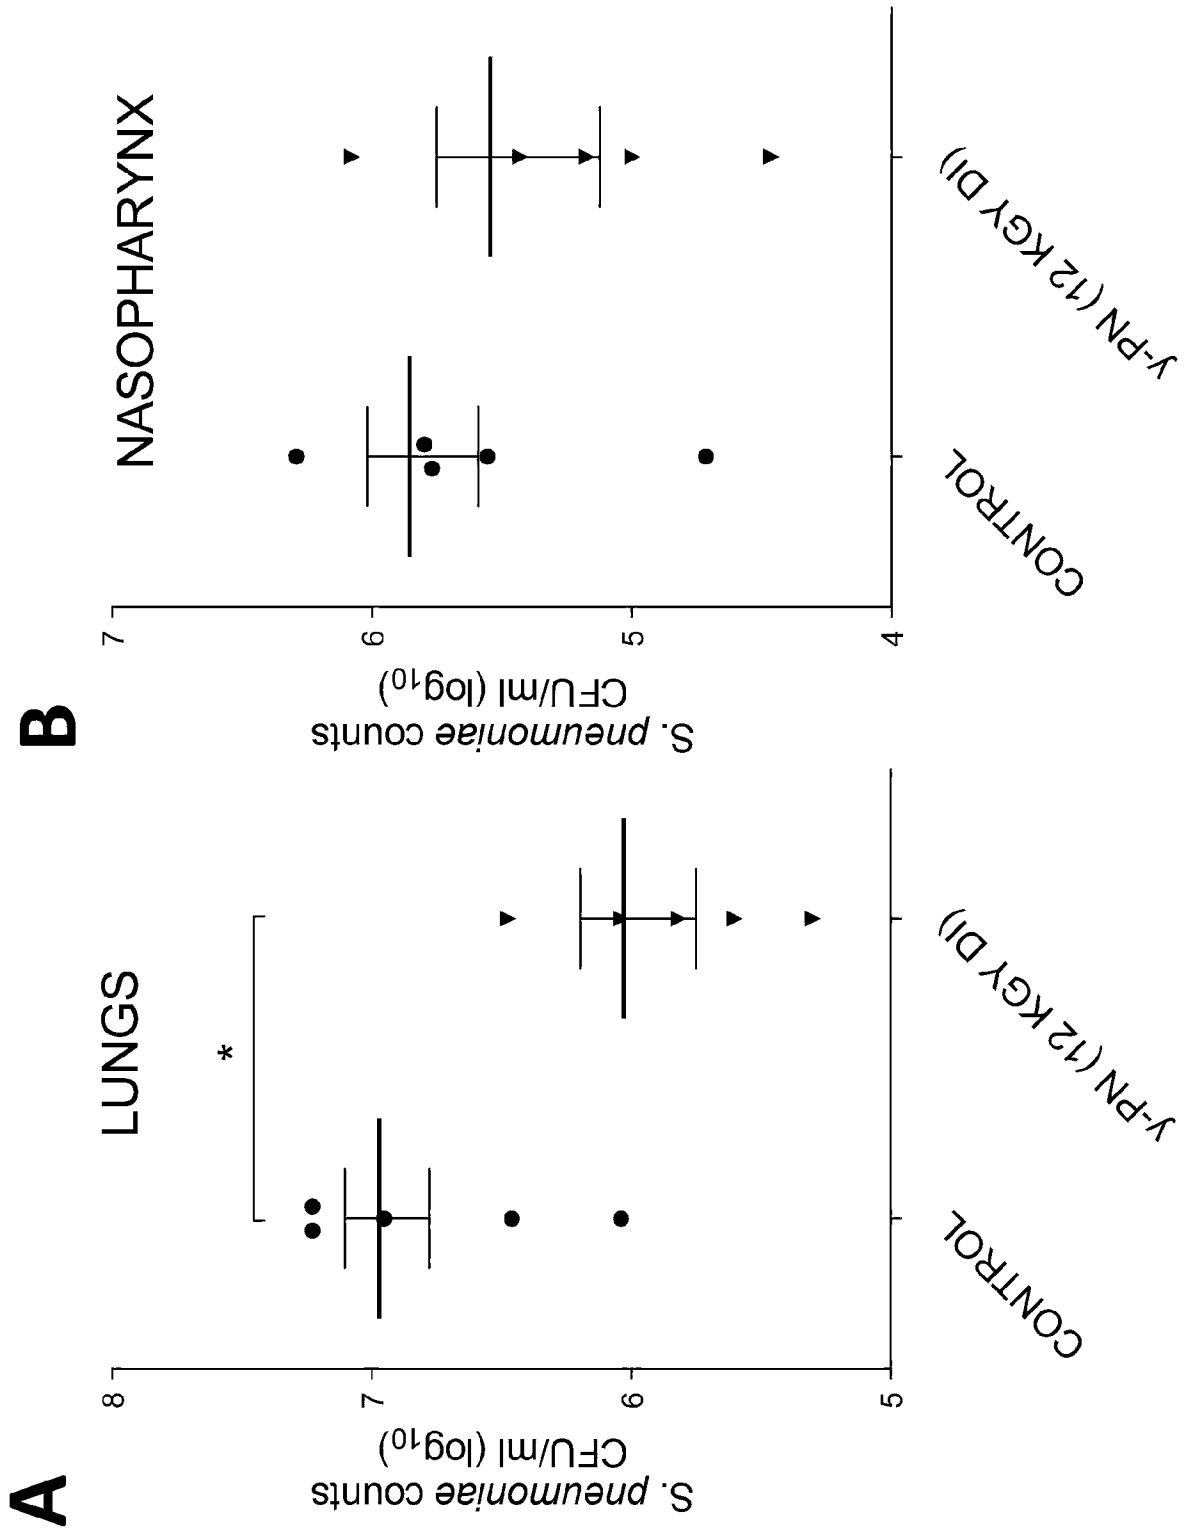 A
LUNGS
*
S. pneumoniae counts
CFU/ml (log10)
8
7
6
5
CONTROL
y-PN (12 KGY DI)
B
NASOPHARYNX
S. pneumoniae counts
CFU/ml (log10)
7
6
5
4
CONTROL
y-PN (12 KGY DI)